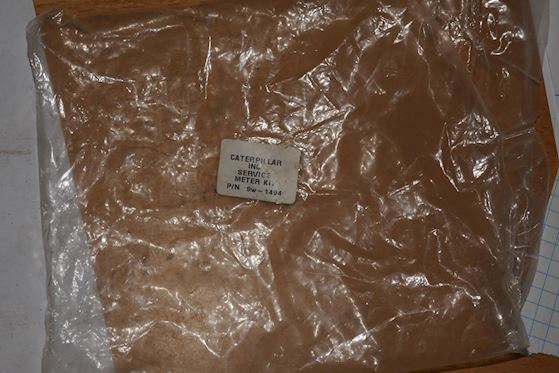 CATERPILLAR
INC
SERVICE
METER KIT
P/N 9w-1494